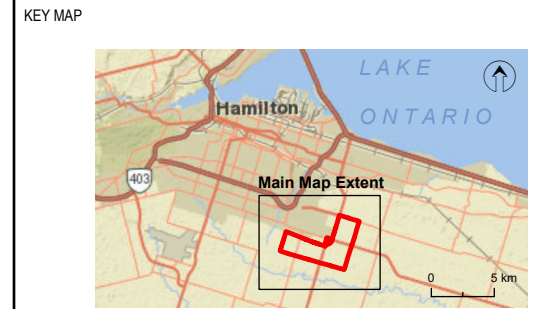 KEY MAP
LAKE
ONTARIO
Hamilton
403
Main Map Extent
0 5 km